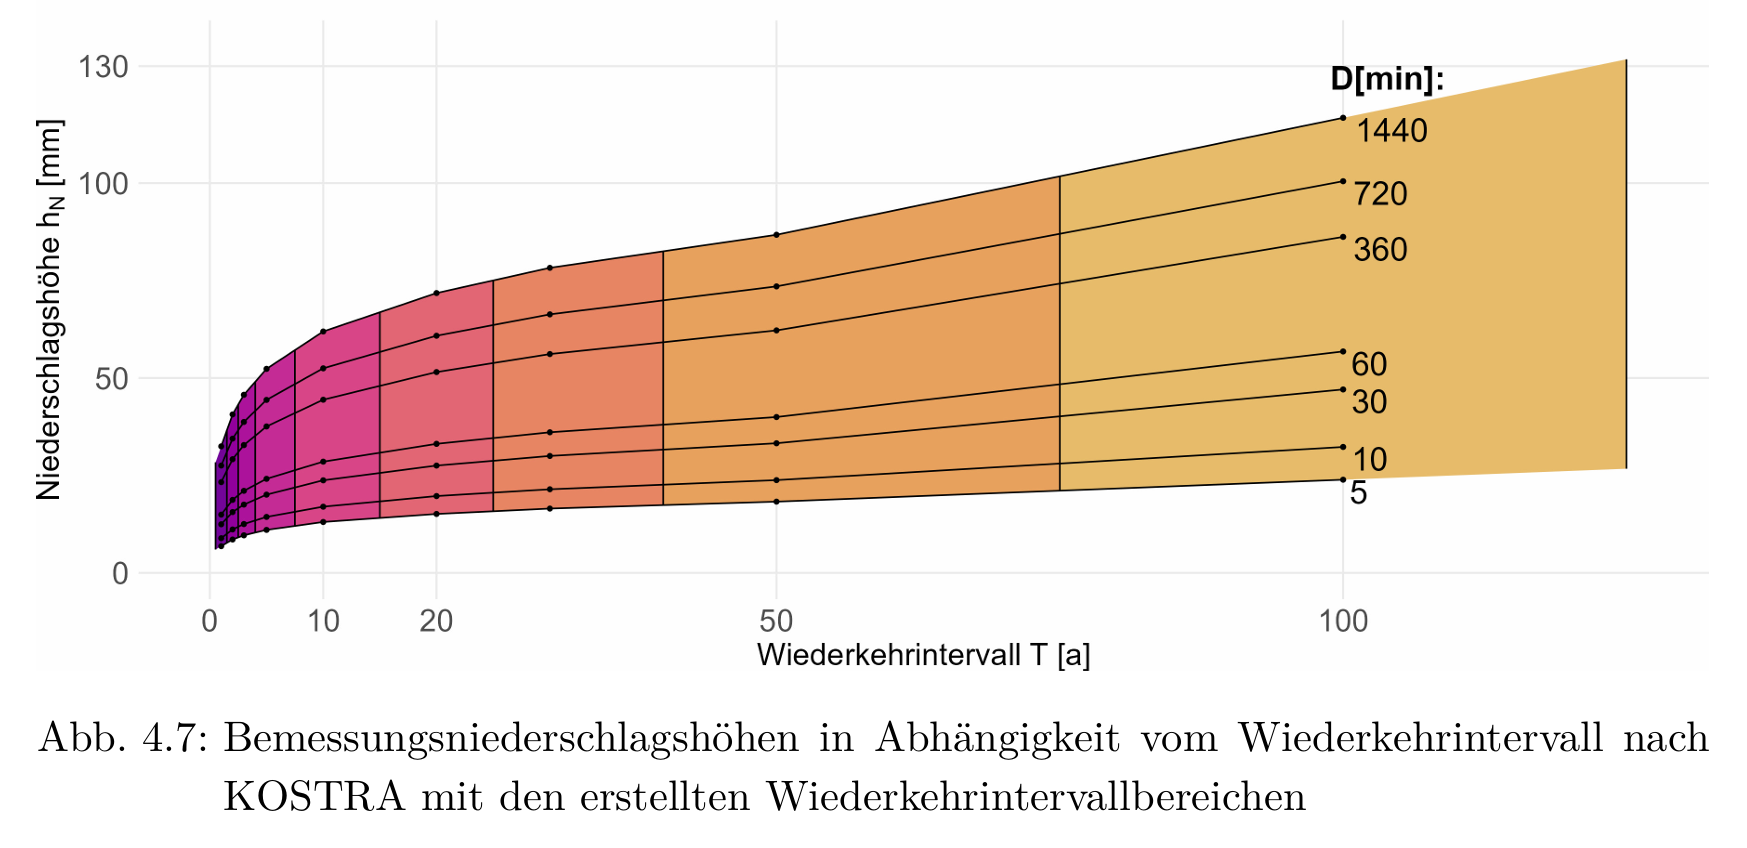 130
100
50
0
Niederschlagshöhe hN [mm]
D[min]:
1440
720
360
60
30
10
5
0 10 20 50 100
Wiederkehrintervall T [a]
Abb. 4.7: Bemessungsniederschlagshöhen in Abhängigkeit vom Wiederkehrintervall nach
KOSTRA mit den erstellten Wiederkehrintervallbereichen